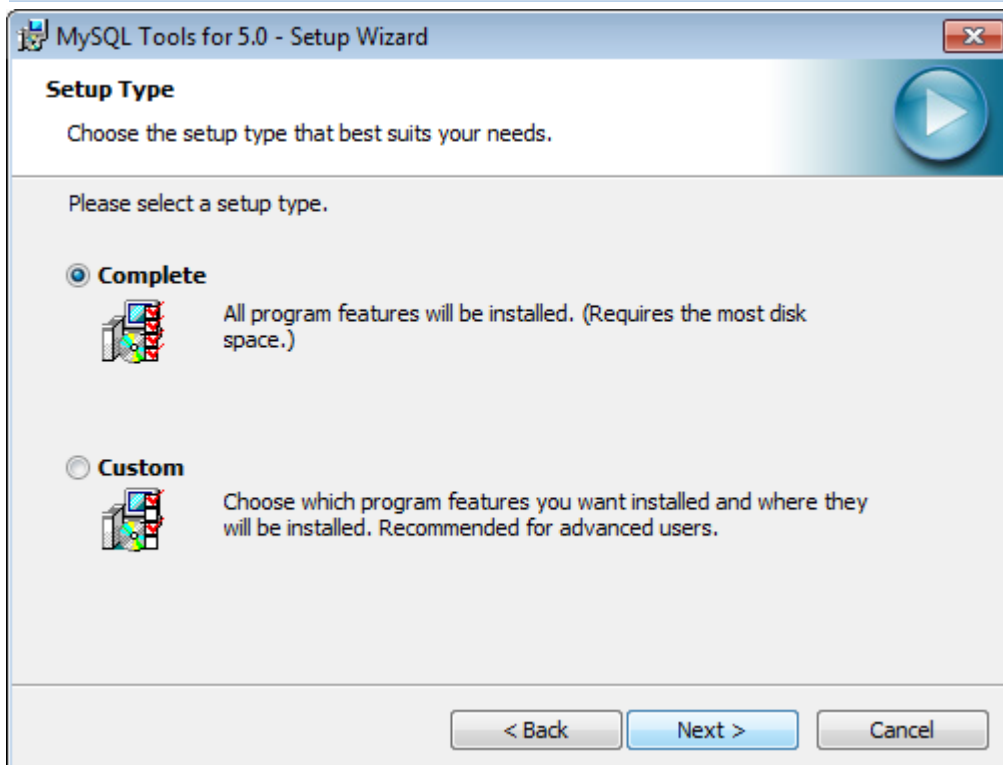 MySQL Tools for 5.0 - Setup Wizard
Setup Type
Choose the setup type that best suits your needs.
Please select a setup type.
Complete
All program features will be installed. (Requires the most disk
space.)
Custom
Choose which program features you want installed and where they
will be installed. Recommended for advanced users.
< Back
Next >
Cancel